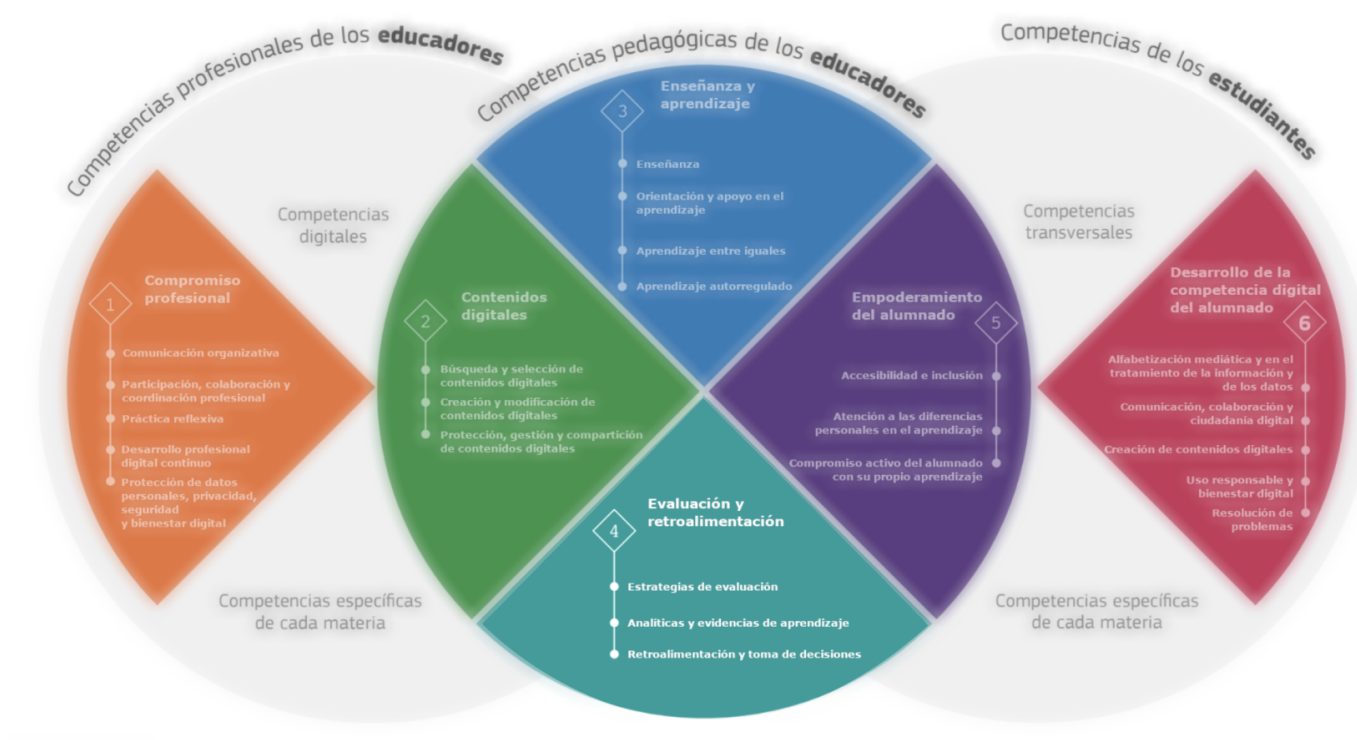 Competencias profesionales de los educadores
Competencias pedagógicas de los educadores
Competencias de los estudiantes
Competencias
digitales
Competencias específicas
de cada materia
1
Compromiso
profesional
Comunicación organizativa
Participación, colaboración y
coordinación profesional
Práctica reflexiva
Desarrollo profesional
digital continuo
Protección de datos
personales, privacidad,
seguridad
y bienestar digital
2
Contenidos
digitales
Búsqueda y selección de
contenidos digitales
Creación y modificación de
contenidos digitales
Protección, gestión y compartición
de contenidos digitales
3
Enseñanza y
aprendizaje
Enseñanza
Orientación y apoyo en el
aprendizaje
Aprendizaje entre iguales
Aprendizaje autorregulado
4
Evaluación y
retroalimentación
Estrategias de evaluación
Analíticas y evidencias de aprendizaje
Retroalimentación y toma de decisiones
5
Empoderamiento
del alumnado
Accesibilidad e inclusión
Atención a las diferencias
personales en el aprendizaje
Compromiso activo del alumnado
con su propio aprendizaje
Competencias
transversales
Competencias específicas
de cada materia
6
Desarrollo de la
competencia digital
del alumnado
Alfabetización mediática y en el
tratamiento de la información y
de los datos
Comunicación, colaboración y
ciudadanía digital
Creación de contenidos digitales
Uso responsable y
bienestar digital
Resolución de
problemas